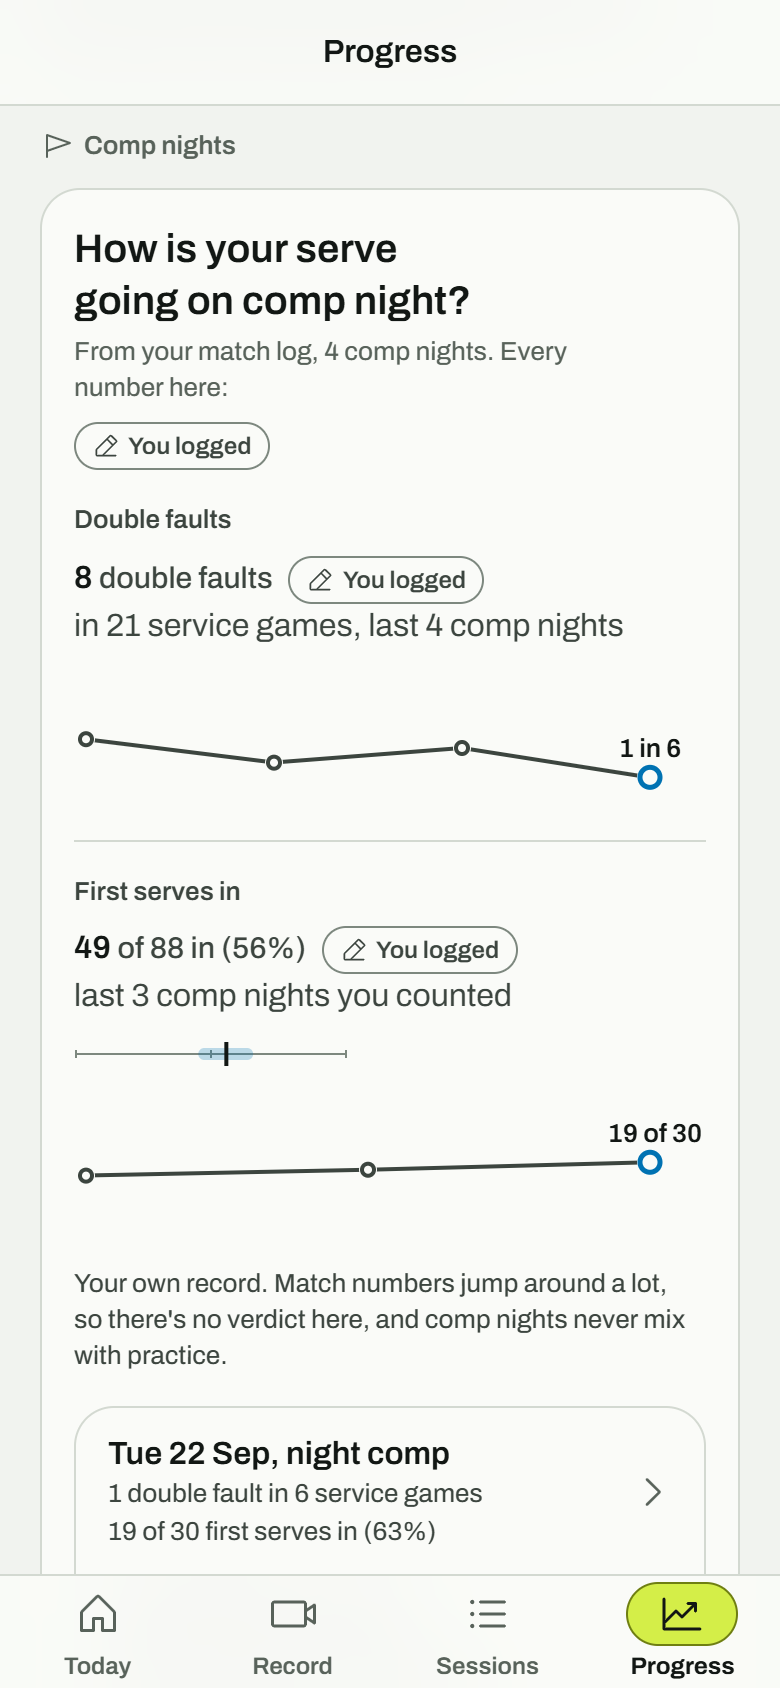 Progress
Comp nights
How is your serve
going on comp night?
From your match log, 4 comp nights. Every
number here:
You logged
Double faults
8 double faults You logged
in 21 service games, last 4 comp nights
1 in 6
First serves in
49 of 88 in (56%) You logged
last 3 comp nights you counted
19 of 30
Your own record. Match numbers jump around a lot,
so there's no verdict here, and comp nights never mix
with practice.
Tue 22 Sep, night comp
1 double fault in 6 service games
19 of 30 first serves in (63%)
Today Record Sessions Progress